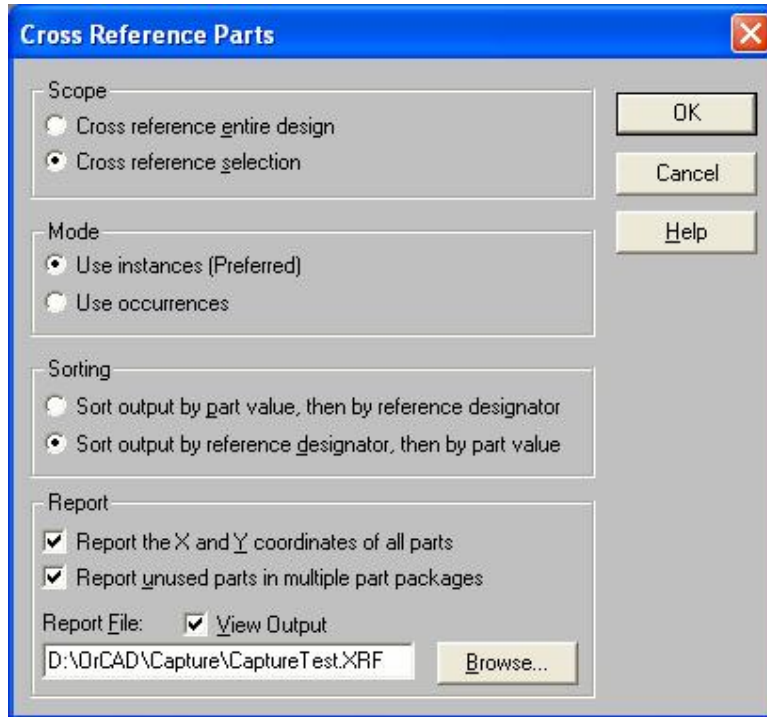 Cross Reference Parts
Scope
Cross reference entire design
Cross reference selection
OK
Cancel
Help
Mode
Use instances (Preferred)
Use occurrences
Sorting
Sort output by part value, then by reference designator
Sort output by reference designator, then by part value
Report
Report the X and Y coordinates of all parts
Report unused parts in multiple part packages
Report File: View Output
D:\OrCAD\Capture\CaptureTest.XRF Browse...